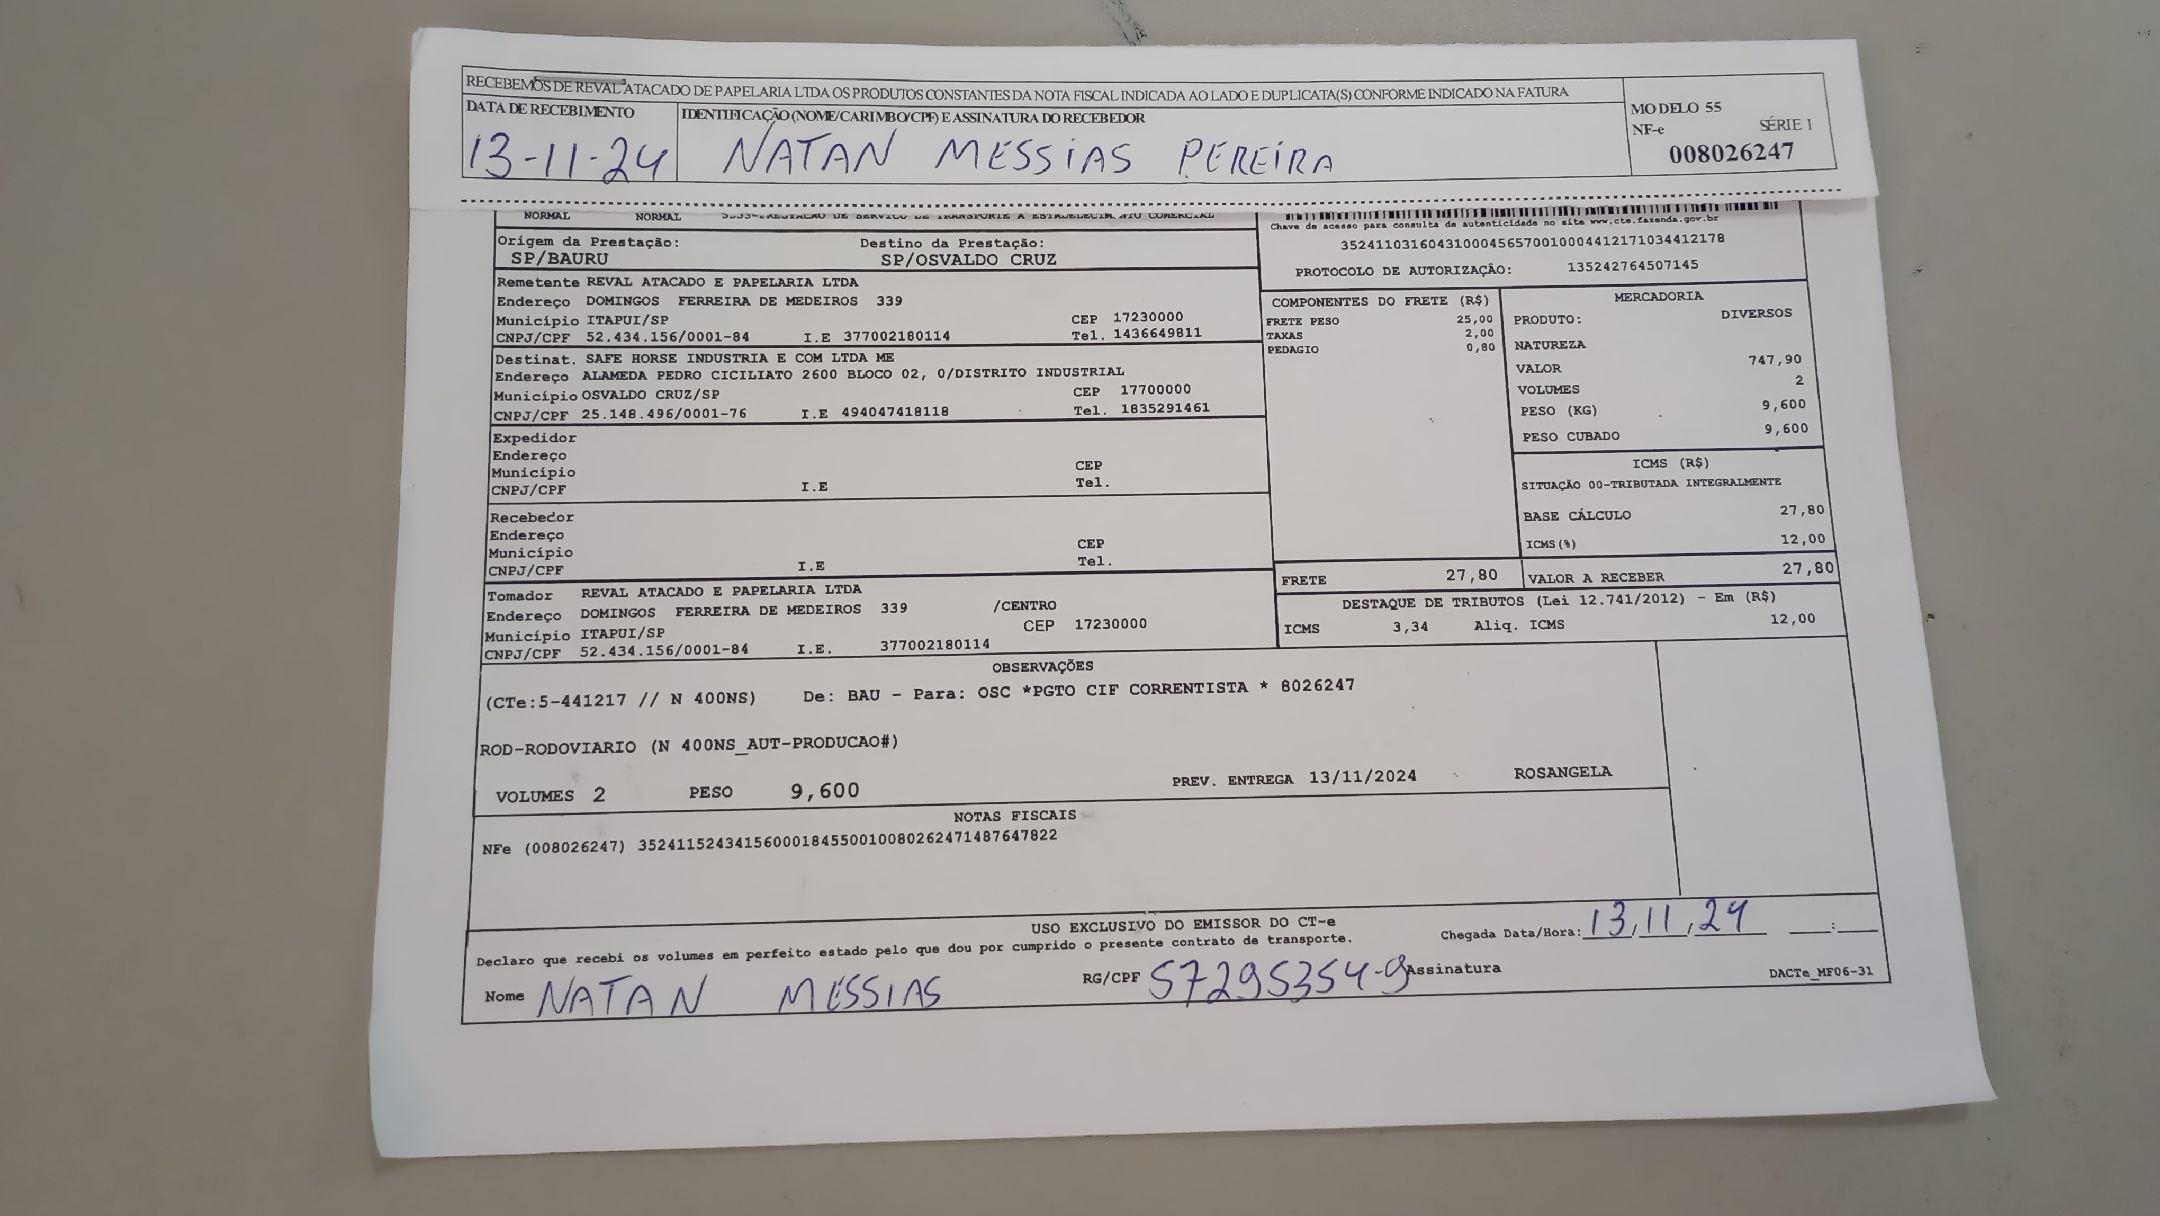 RECEBEMOS DE REVAL ATACADO DE PAPELARIA LTDA OS PRODUTOS CONSTANTES DA NOTA FISCAL INDICADA AO LADO E DUPLICATA(S) CONFORME INDICADO NA FATURA
DATA DE RECEBIMENTO IDENTIFICAÇÃO (NOME/CARIMBO/CPF) E ASSINATURA DO RECEBEDOR
13-11-24 NATAN MESSIAS PEREIRA
MODELO 55
NF-e SÉRIE 1
008026247
NORMAL NORMAL PRESTACAO DE SERVICO DE TRANSPORTE A ESTABELECIMENTO COMERCIAL
Chave de acesso para consulta de autenticidade no site www.cte.fazenda.gov.br
35241103160431000456570010004412171034412178
PROTOCOLO DE AUTORIZAÇÃO: 135242764507145
Origem da Prestação: Destino da Prestação:
SP/BAURU SP/OSVALDO CRUZ
Remetente REVAL ATACADO E PAPELARIA LTDA
Endereço DOMINGOS FERREIRA DE MEDEIROS 339
Município ITAPUI/SP CEP 17230000
CNPJ/CPF 52.434.156/0001-84 I.E 377002180114 Tel. 1436649811
Destinat. SAFE HORSE INDUSTRIA E COM LTDA ME
Endereço ALAMEDA PEDRO CICILIATO 2600 BLOCO 02, 0/DISTRITO INDUSTRIAL
Município OSVALDO CRUZ/SP CEP 17700000
CNPJ/CPF 25.148.496/0001-76 I.E 494047418118 Tel. 1835291461
Expedidor
Endereço
Município CEP
CNPJ/CPF I.E Tel.
Recebedor
Endereço
Município CEP
CNPJ/CPF I.E Tel.
Tomador REVAL ATACADO E PAPELARIA LTDA
Endereço DOMINGOS FERREIRA DE MEDEIROS 339 /CENTRO
Município ITAPUI/SP CEP 17230000
CNPJ/CPF 52.434.156/0001-84 I.E. 377002180114
COMPONENTES DO FRETE (R$)
FRETE PESO 25,00
TAXAS 2,00
PEDAGIO 0,80
MERCADORIA
PRODUTO: DIVERSOS
NATUREZA
VALOR 747,90
VOLUMES 2
PESO (KG) 9,600
PESO CUBADO 9,600
ICMS (R$)
SITUAÇÃO 00-TRIBUTADA INTEGRALMENTE
BASE CÁLCULO 27,80
ICMS(%) 12,00
FRETE 27,80 VALOR A RECEBER 27,80
DESTAQUE DE TRIBUTOS (Lei 12.741/2012) - Em (R$)
ICMS 3,34 Aliq. ICMS 12,00
OBSERVAÇÕES
(CTe:5-441217 // N 400NS) De: BAU - Para: OSC *PGTO CIF CORRENTISTA * 8026247
ROD-RODOVIARIO (N 400NS_AUT-PRODUCAO#)
VOLUMES 2 PESO 9,600 PREV. ENTREGA 13/11/2024 ROSANGELA
NOTAS FISCAIS
NFe (008026247) 35241152434156000184550010080262471487647822
USO EXCLUSIVO DO EMISSOR DO CT-e
Declaro que recebi os volumes em perfeito estado pelo que dou por cumprido o presente contrato de transporte. Chegada Data/Hora: 13,11,24 :
Nome NATAN MESSIAS RG/CPF 57295354-9 Assinatura DACTe_MF06-31